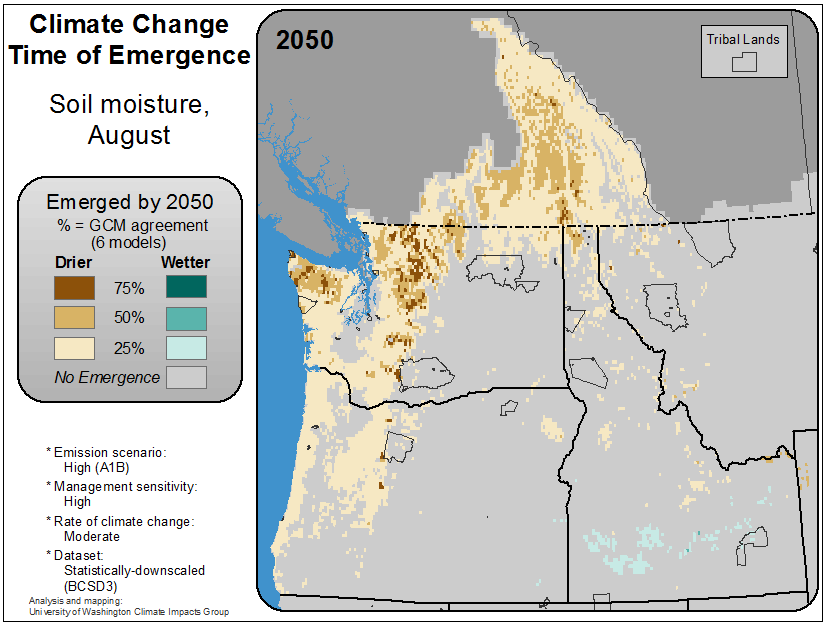 Climate Change
Time of Emergence
Soil moisture,
August
Emerged by 2050
% = GCM agreement
(6 models)
Drier Wetter
75%
50%
25%
No Emergence
* Emission scenario:
High (A1B)
* Management sensitivity:
High
* Rate of climate change:
Moderate
* Dataset:
Statistically-downscaled
(BCSD3)
Analysis and mapping:
University of Washington Climate Impacts Group
2050
Tribal Lands